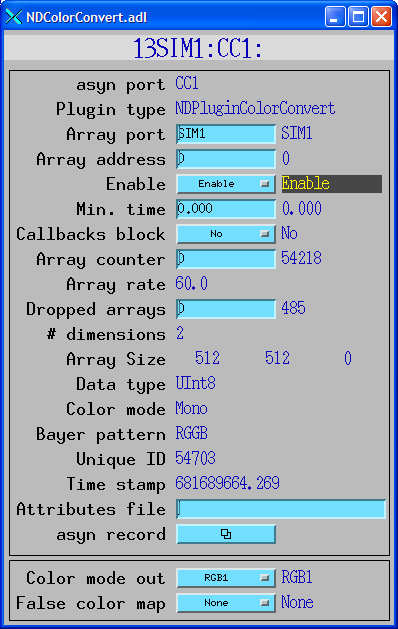 NDColorConvert.adl
13SIM1:CC1:
asyn port CC1
Plugin type NDPluginColorConvert
Array port SIM1 SIM1
Array address 0 0
Enable Enable Enable
Min. time 0.000 0.000
Callbacks block No No
Array counter 0 54218
Array rate 60.0
Dropped arrays 0 485
# dimensions 2
Array Size 512 512 0
Data type UInt8
Color mode Mono
Bayer pattern RGGB
Unique ID 54703
Time stamp 681689664.269
Attributes file
asyn record
Color mode out RGB1 RGB1
False color map None None